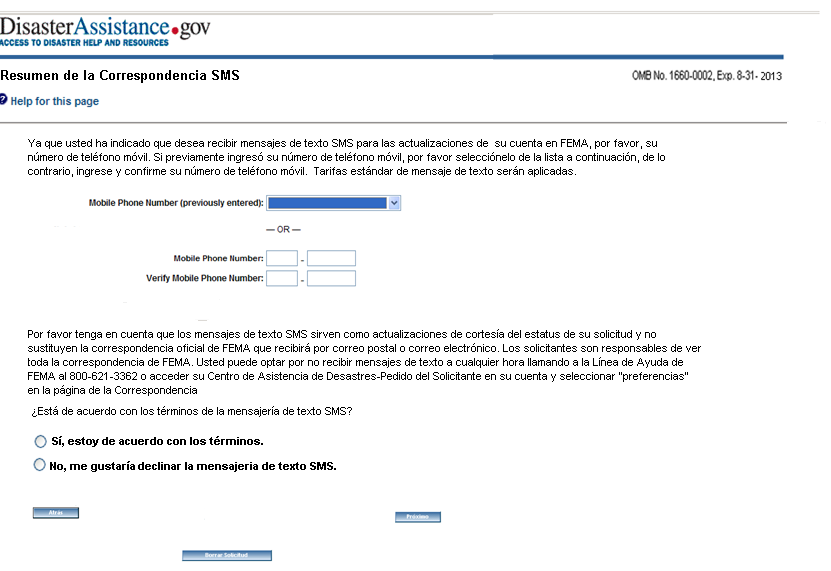 DisasterAssistance.gov
ACCESS TO DISASTER HELP AND RESOURCES
Resumen de la Correspondencia SMS
OMB No. 1660-0002, Exp. 8-31- 2013
? Help for this page
Ya que usted ha indicado que desea recibir mensajes de texto SMS para las actualizaciones de su cuenta en FEMA, por favor, su
número de teléfono móvil. Si previamente ingresó su número de teléfono móvil, por favor selecciónelo de la lista a continuación, de lo
contrario, ingrese y confirme su número de teléfono móvil. Tarifas estándar de mensaje de texto serán aplicadas.
Mobile Phone Number (previously entered):
— OR —
Mobile Phone Number: -
Verify Mobile Phone Number: -
Por favor tenga en cuenta que los mensajes de texto SMS sirven como actualizaciones de cortesía del estatus de su solicitud y no
sustituyen la correspondencia oficial de FEMA que recibirá por correo postal o correo electrónico. Los solicitantes son responsables de ver
toda la correspondencia de FEMA. Usted puede optar por no recibir mensajes de texto a cualquier hora llamando a la Línea de Ayuda de
FEMA al 800-621-3362 o acceder su Centro de Asistencia de Desastres-Pedido del Solicitante en su cuenta y seleccionar "preferencias"
en la página de la Correspondencia
¿Está de acuerdo con los términos de la mensajería de texto SMS?
Sí, estoy de acuerdo con los términos.
No, me gustaría declinar la mensajeria de texto SMS.
Atrás
Próximo
Borrar Solicitud